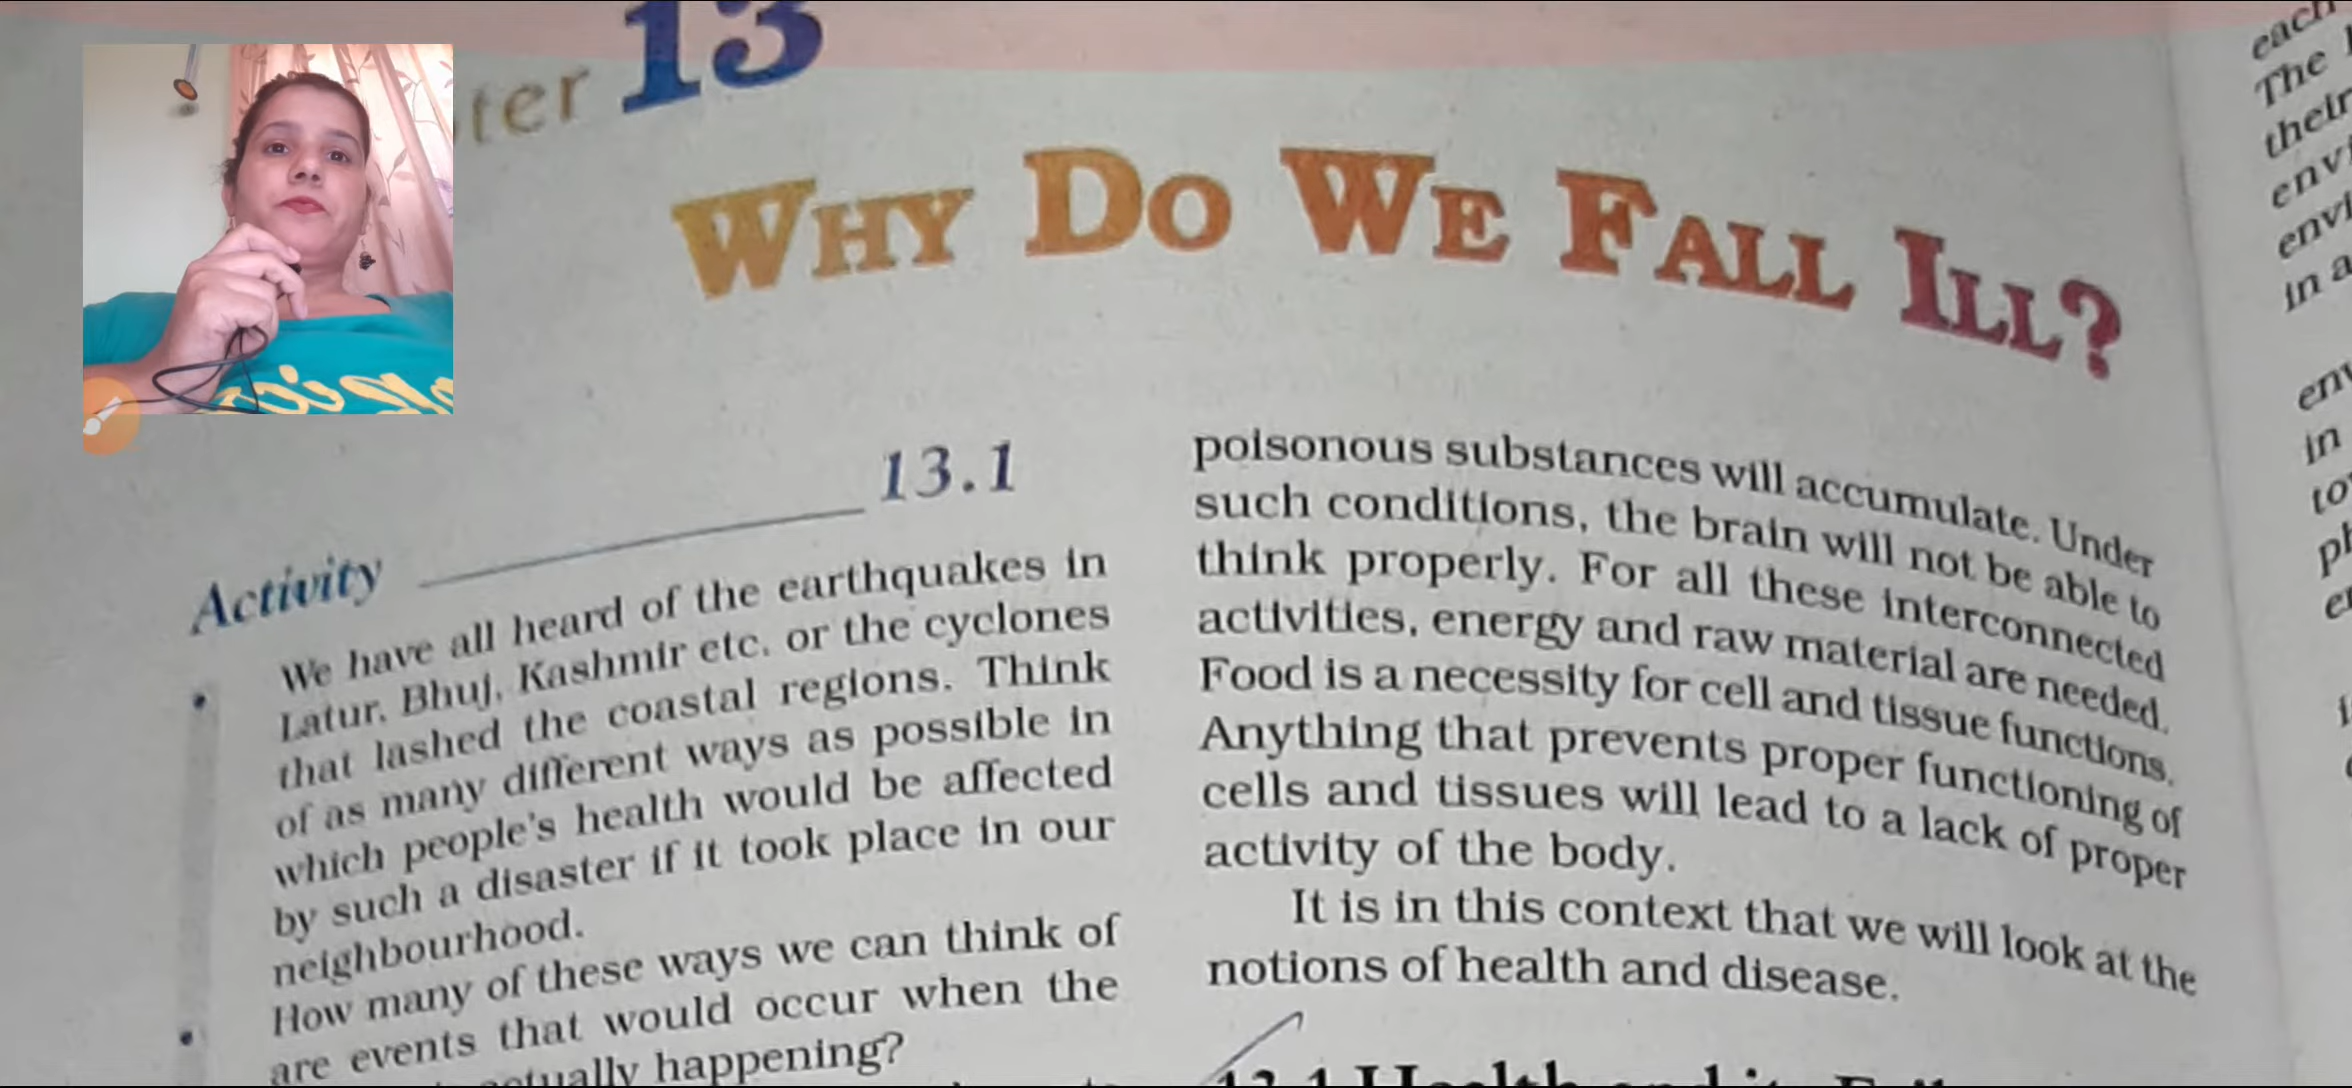 ter 13
WHY DO WE FALL ILL?
Activity 13.1
• We have all heard of the earthquakes in
Latur, Bhuj, Kashmir etc. or the cyclones
that lashed the coastal regions. Think
of as many different ways as possible in
which people's health would be affected
by such a disaster if it took place in our
neighbourhood.
• How many of these ways we can think of
are events that would occur when the
happening?
poisonous substances will accumulate. Under
such conditions, the brain will not be able to
think properly. For all these interconnected
activities, energy and raw material are needed.
Food is a necessity for cell and tissue functions.
Anything that prevents proper functioning of
cells and tissues will lead to a lack of proper
activity of the body.
It is in this context that we will look at the
notions of health and disease.
each
The
their
in a
in